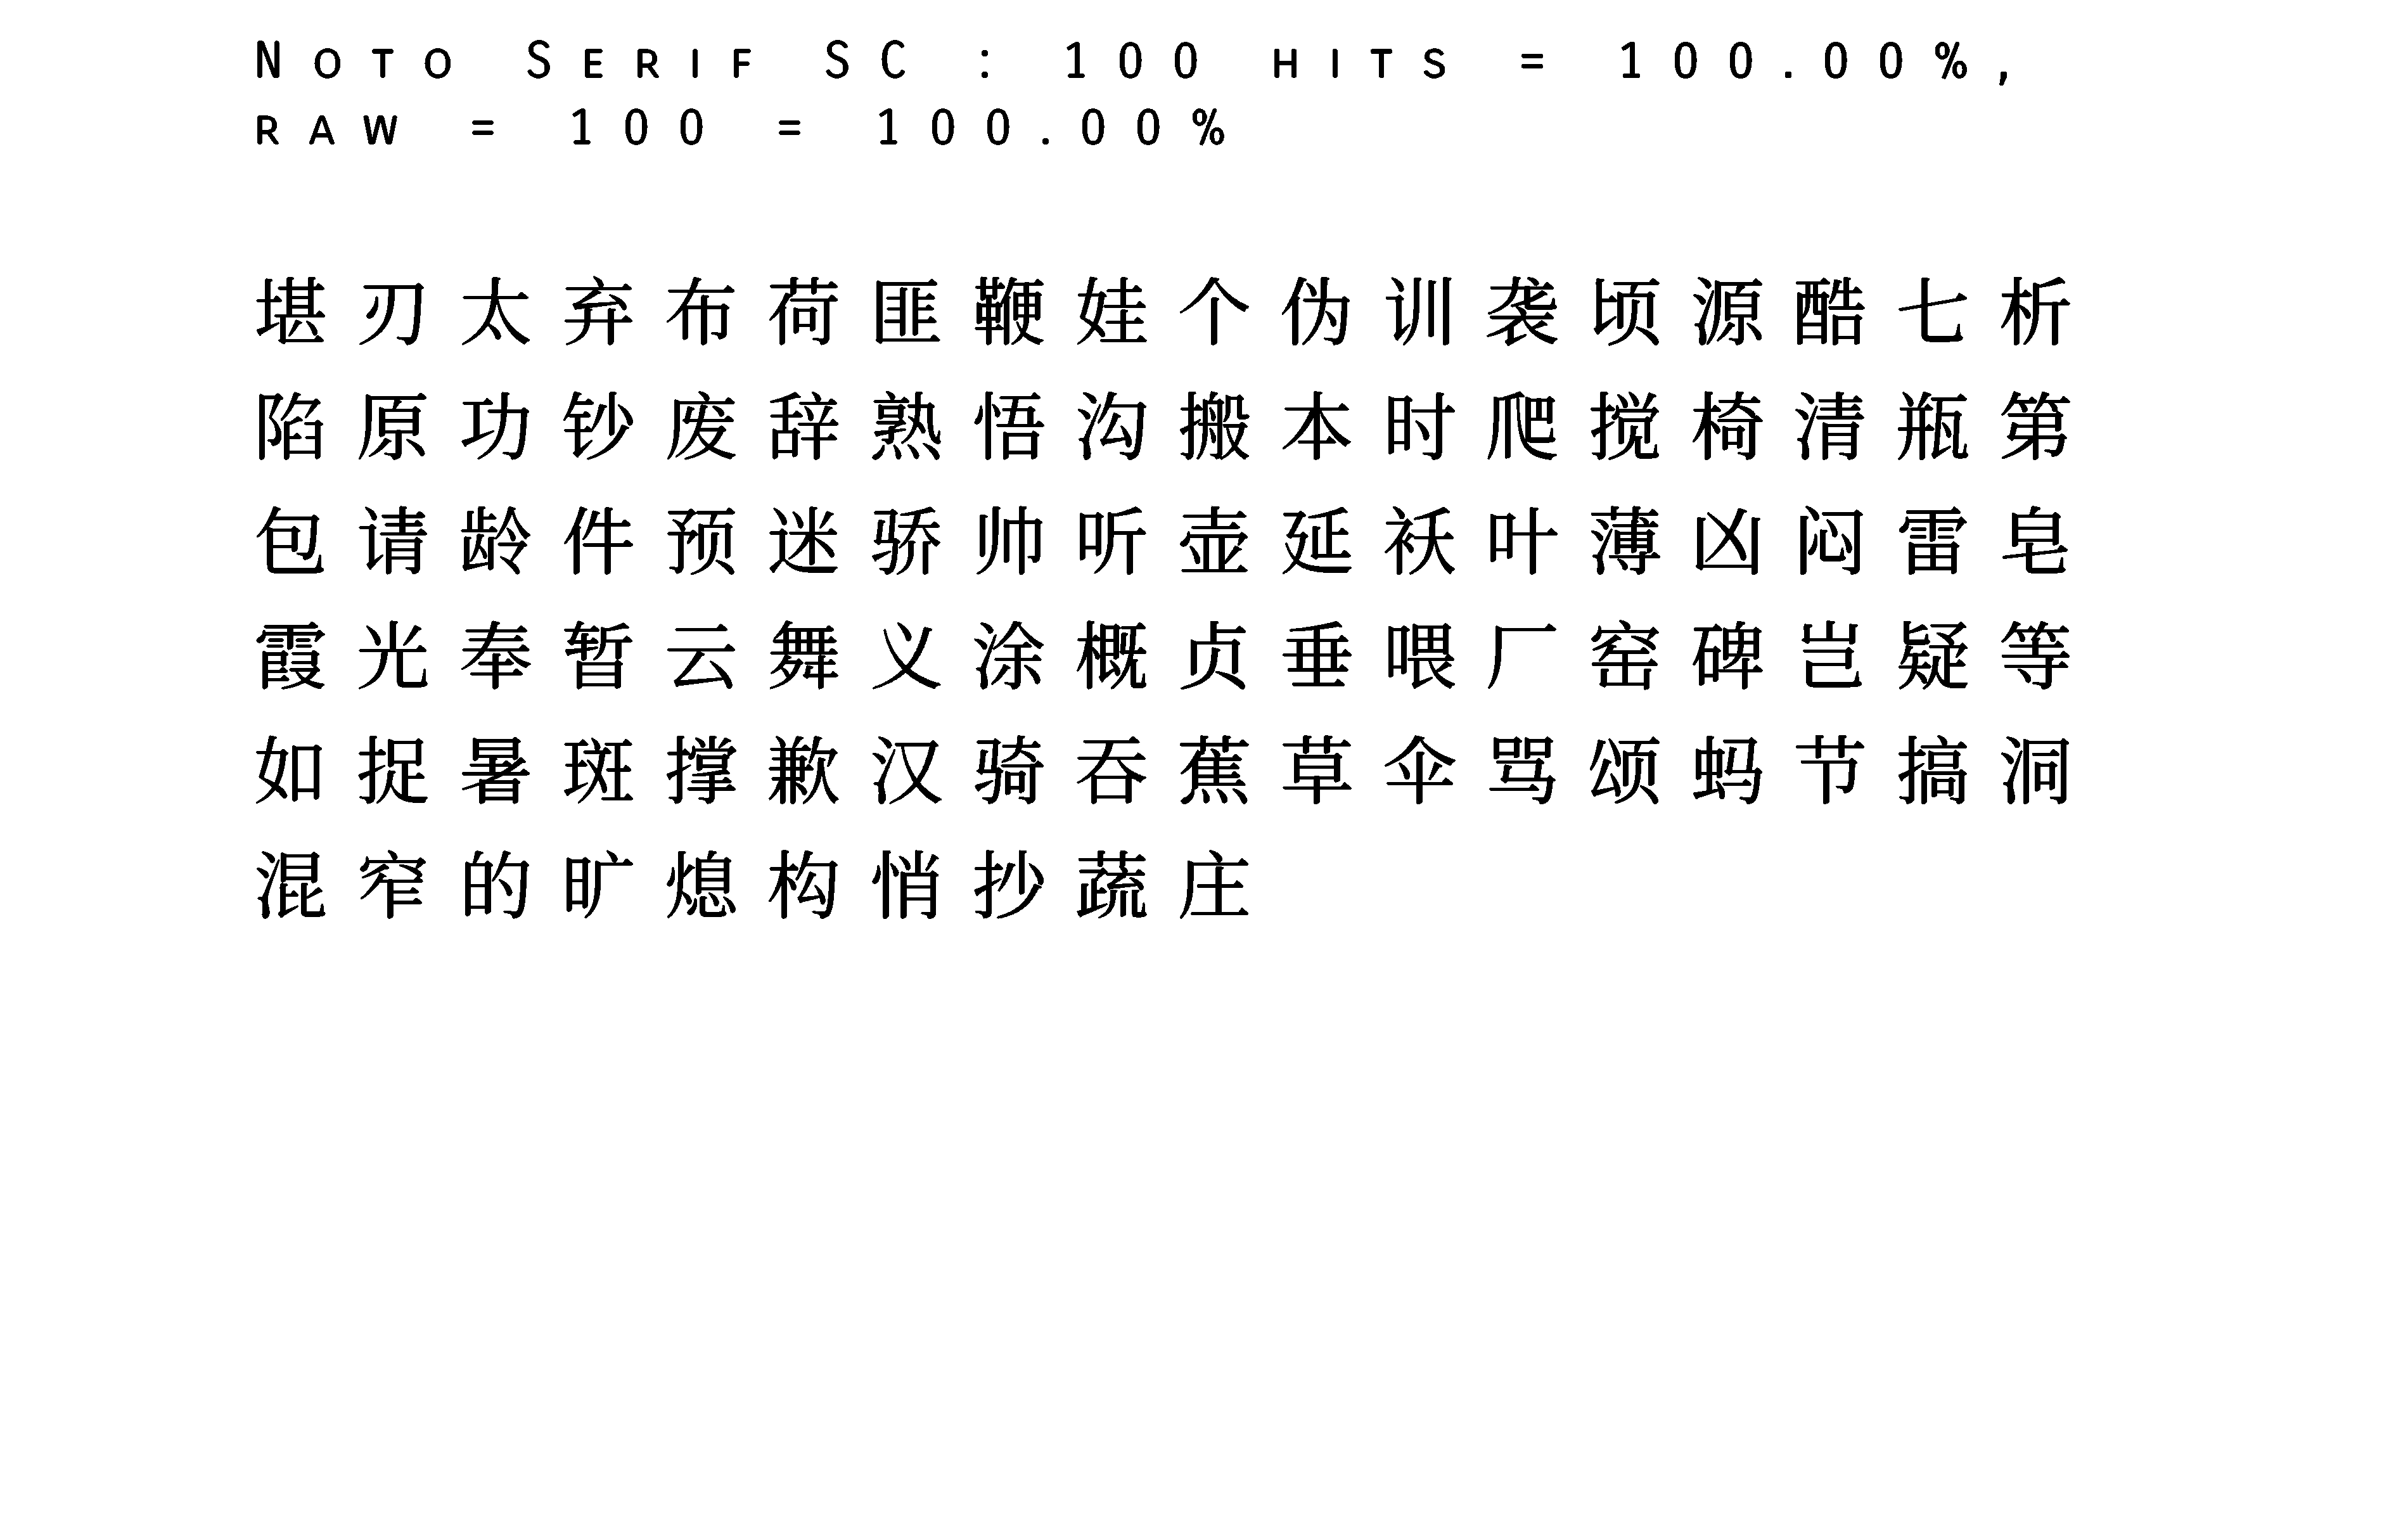 Noto Serif SC : 100 hits = 100.00%,
raw = 100 = 100.00%
堪刃太弃布荷匪鞭娃个伪训袭顷源酷七析
陷原功钞废辞熟悟沟搬本时爬搅椅清瓶第
包请龄件预迷骄帅听壶延袄叶薄凶闷雷皂
霞光奉暂云舞义涂概贞垂喂厂窑碑岂疑等
如捉暑斑撑歉汉骑吞蕉草伞骂颂蚂节搞洞
混窄的旷熄构悄抄蔬庄